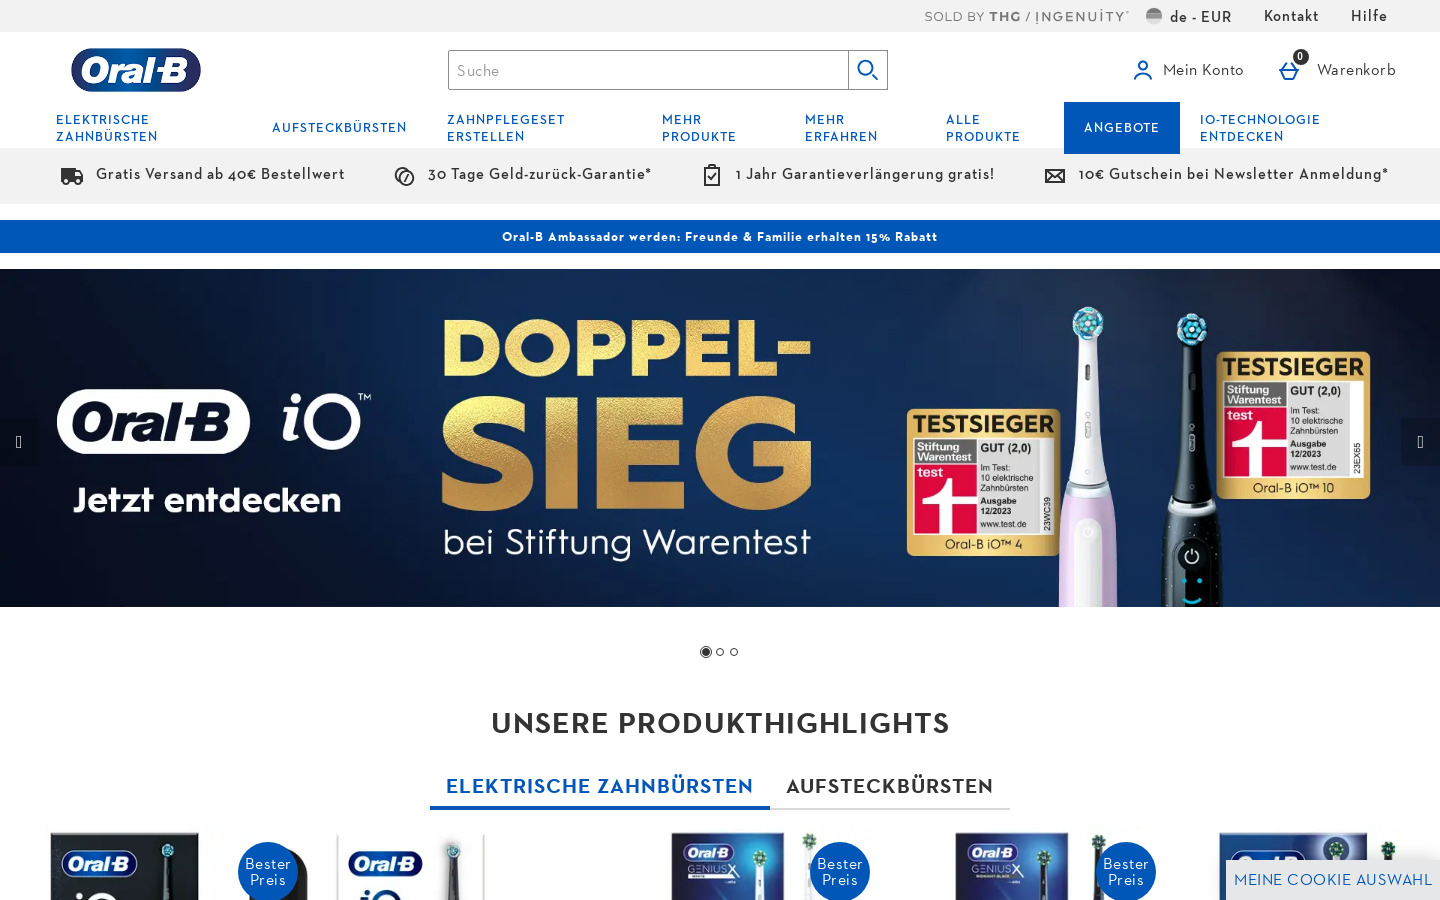 SOLD BY THG / INGENUITY
de - EUR
Kontakt
Hilfe
Oral-B
Suche
0
Mein Konto
Warenkorb
ELEKTRISCHE
ZAHNBÜRSTEN
AUFSTECKBÜRSTEN
ZAHNPFLEGESET
ERSTELLEN
MEHR
PRODUKTE
MEHR
ERFAHREN
ALLE
PRODUKTE
ANGEBOTE
IO-TECHNOLOGIE
ENTDECKEN
Gratis Versand ab 40€ Bestellwert
30 Tage Geld-zurück-Garantie*
1 Jahr Garantieverlängerung gratis!
10€ Gutschein bei Newsletter Anmeldung*
Oral-B Ambassador werden: Freunde & Familie erhalten 15% Rabatt
Oral-B iO™
Jetzt entdecken
DOPPEL-
SIEG
bei Stiftung Warentest
TESTSIEGER
Stiftung
Warentest
test
GUT (2,0)
Im Test:
10 elektrische
Zahnbürsten
Ausgabe
12/2023
www.test.de
23WC39
Oral-B iO™ 4
TESTSIEGER
Stiftung
Warentest
test
GUT (2,0)
Im Test:
10 elektrische
Zahnbürsten
Ausgabe
12/2023
www.test.de
23EX65
Oral-B iO™ 10
UNSERE PRODUKTHIGHLIGHTS
ELEKTRISCHE ZAHNBÜRSTEN
AUFSTECKBÜRSTEN
Oral-B
Bester
Preis
Oral-B
Oral-B
GENIUS X
Bester
Preis
Oral-B
GENIUS X
Bester
Preis
Oral-B
MEINE COOKIE AUSWAHL